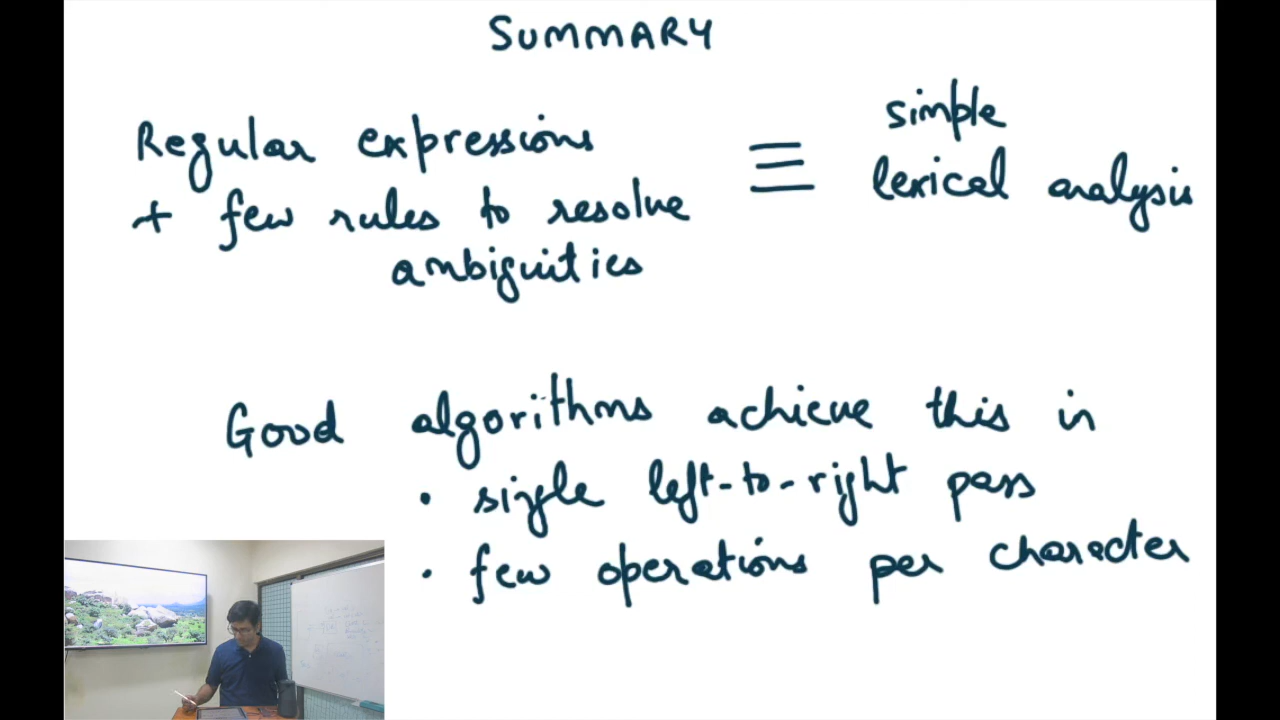 SUMMARY
Regular expressions
+ few rules to resolve
ambiguities
≡
simple
lexical analysis
Good algorithms achieve this in
• single left-to-right pass
• few operations per character